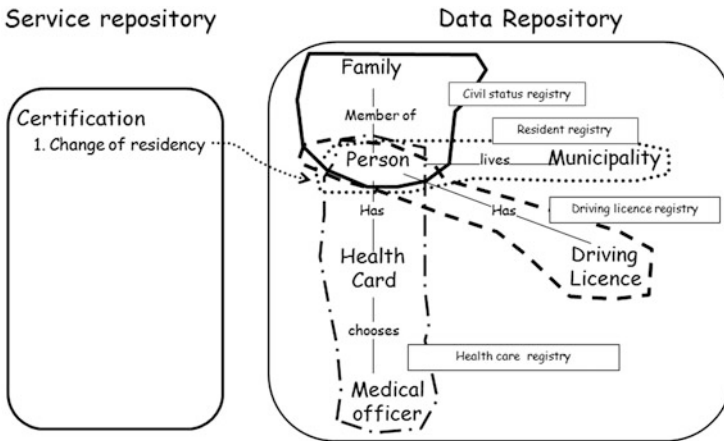 Service repository
Data Repository
Certification
1. Change of residency
Family
Civil status registry
Member of
Resident registry
Person
lives
Municipality
Has
Has
Driving licence registry
Health
Card
Driving
Licence
chooses
Health care registry
Medical
officer